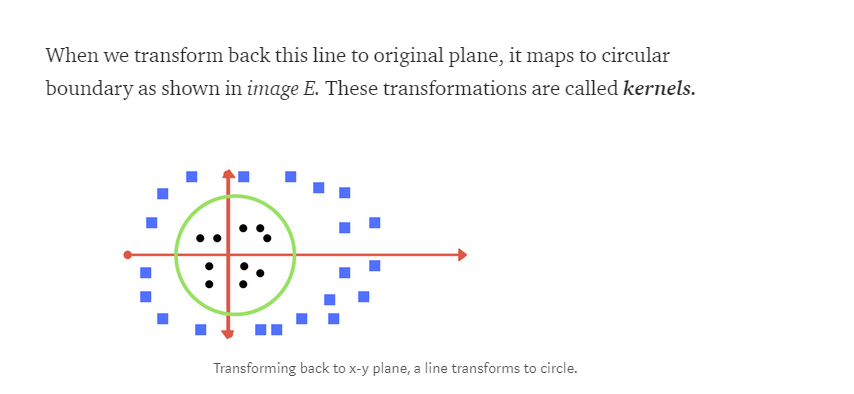 When we transform back this line to original plane, it maps to circular
boundary as shown in image E. These transformations are called kernels.
Transforming back to x-y plane, a line transforms to circle.